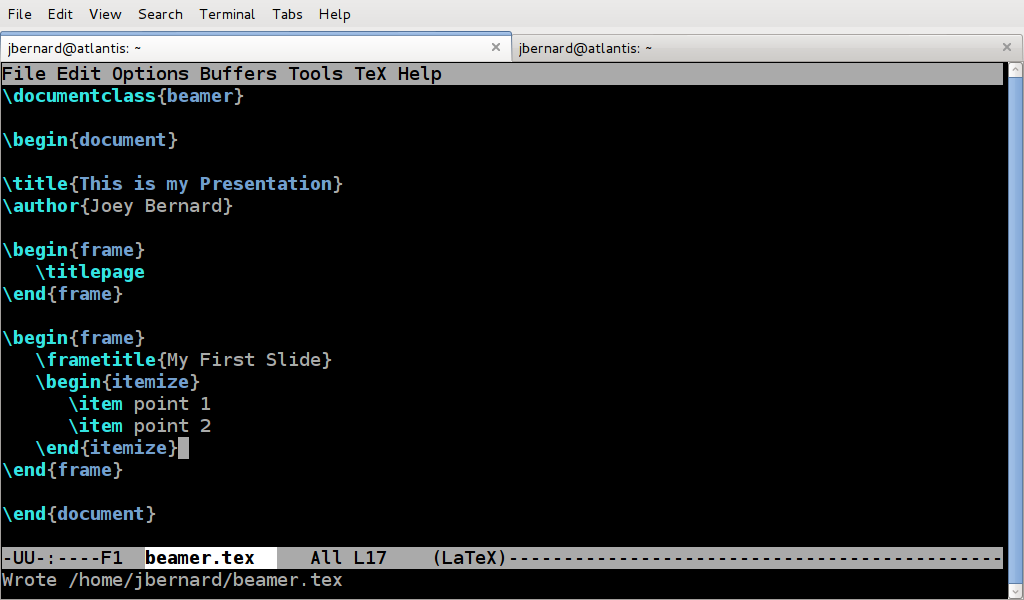 File Edit View Search Terminal Tabs Help
jbernard@atlantis: ~ × jbernard@atlantis: ~ ×
File Edit Options Buffers Tools TeX Help
\documentclass{beamer}
\begin{document}
\title{This is my Presentation}
\author{Joey Bernard}
\begin{frame}
   \titlepage
\end{frame}
\begin{frame}
   \frametitle{My First Slide}
   \begin{itemize}
      \item point 1
      \item point 2
   \end{itemize}
\end{frame}
\end{document}
-UU-:----F1  beamer.tex     All L17    (LaTeX)---------------------------------------------
Wrote /home/jbernard/beamer.tex